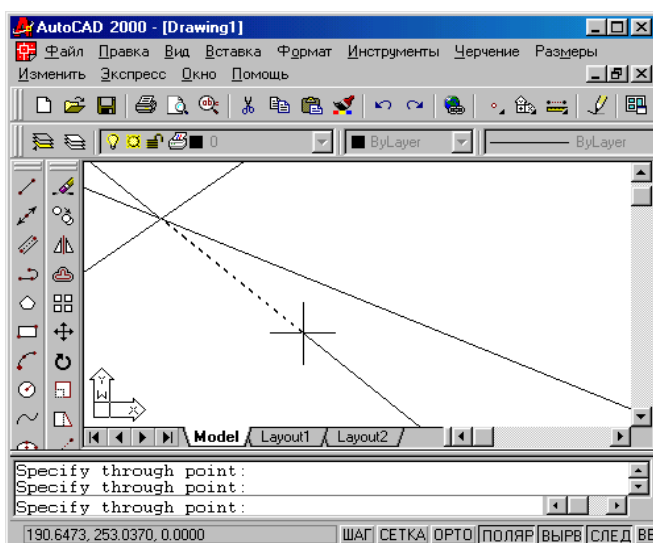 AutoCAD 2000 - [Drawing1]
Файл Правка Вид Вставка Формат Инструменты Черчение Размеры
Изменить Экспресс Окно Помощь
0 ByLayer ByLayer
Y
W
X
Model Layout1 Layout2
Specify through point:
Specify through point:
Specify through point:
190.6473, 253.0370, 0.0000 ШАГ СЕТКА ОРТО ПОЛЯР ВЫРВ СЛЕД ВЕ